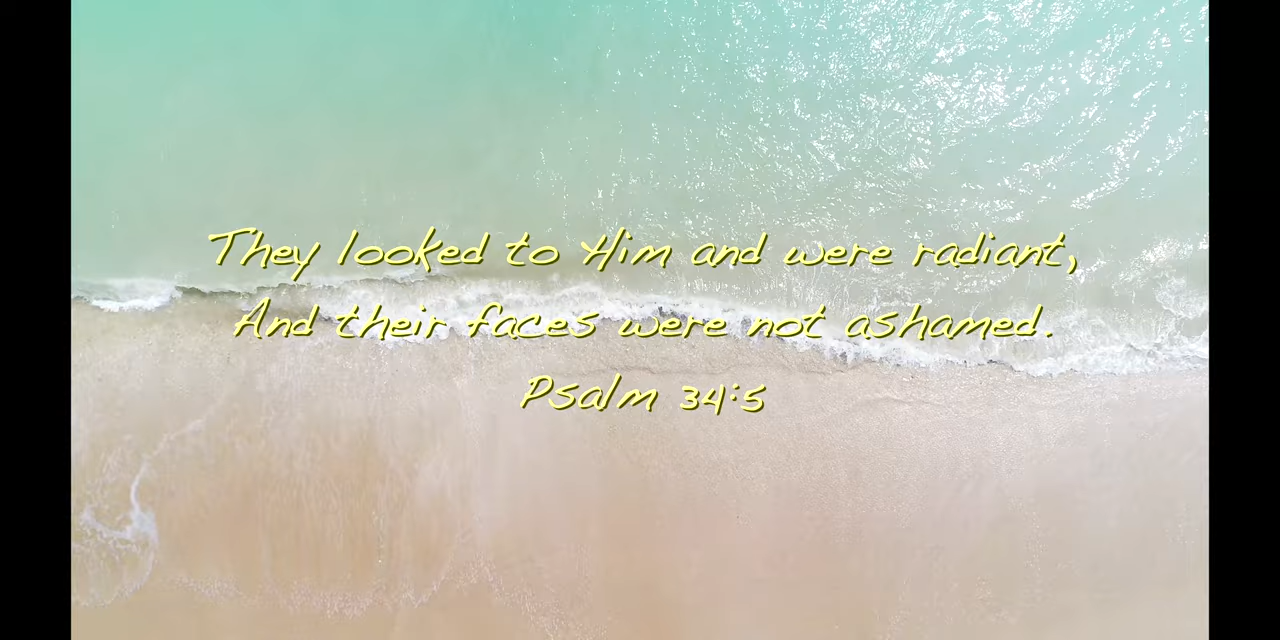 They looked to Him and were radiant,
And their faces were not ashamed.
Psalm 34:5